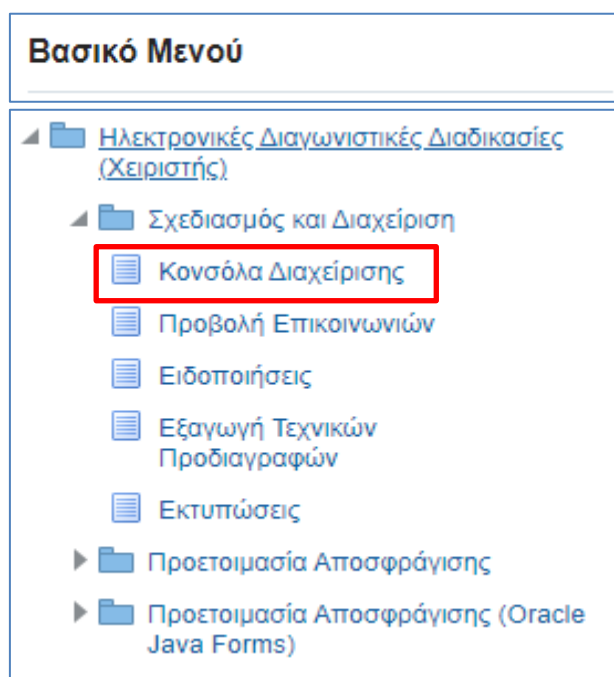 Βασικό Μενού
Ηλεκτρονικές Διαγωνιστικές Διαδικασίες
(Χειριστής)
Σχεδιασμός και Διαχείριση
Κονσόλα Διαχείρισης
Προβολή Επικοινωνιών
Ειδοποιήσεις
Εξαγωγή Τεχνικών
Προδιαγραφών
Εκτυπώσεις
Προετοιμασία Αποσφράγισης
Προετοιμασία Αποσφράγισης (Oracle
Java Forms)